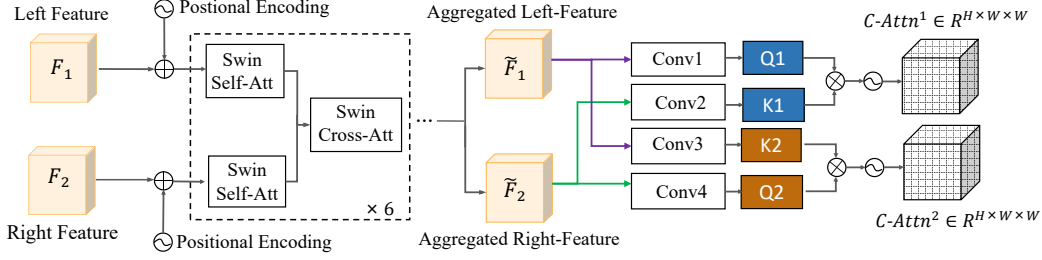 Left Feature
Postional Encoding
F₁
Swin
Self-Att
Swin
Cross-Att
F₂
Swin
Self-Att
× 6
Right Feature
Positional Encoding
...
Aggregated Left-Feature
F̃₁
F̃₂
Aggregated Right-Feature
Conv1
Conv2
Conv3
Conv4
Q1
K1
K2
Q2
C-Attn¹ ∈ R^{H×W×W}
C-Attn² ∈ R^{H×W×W}